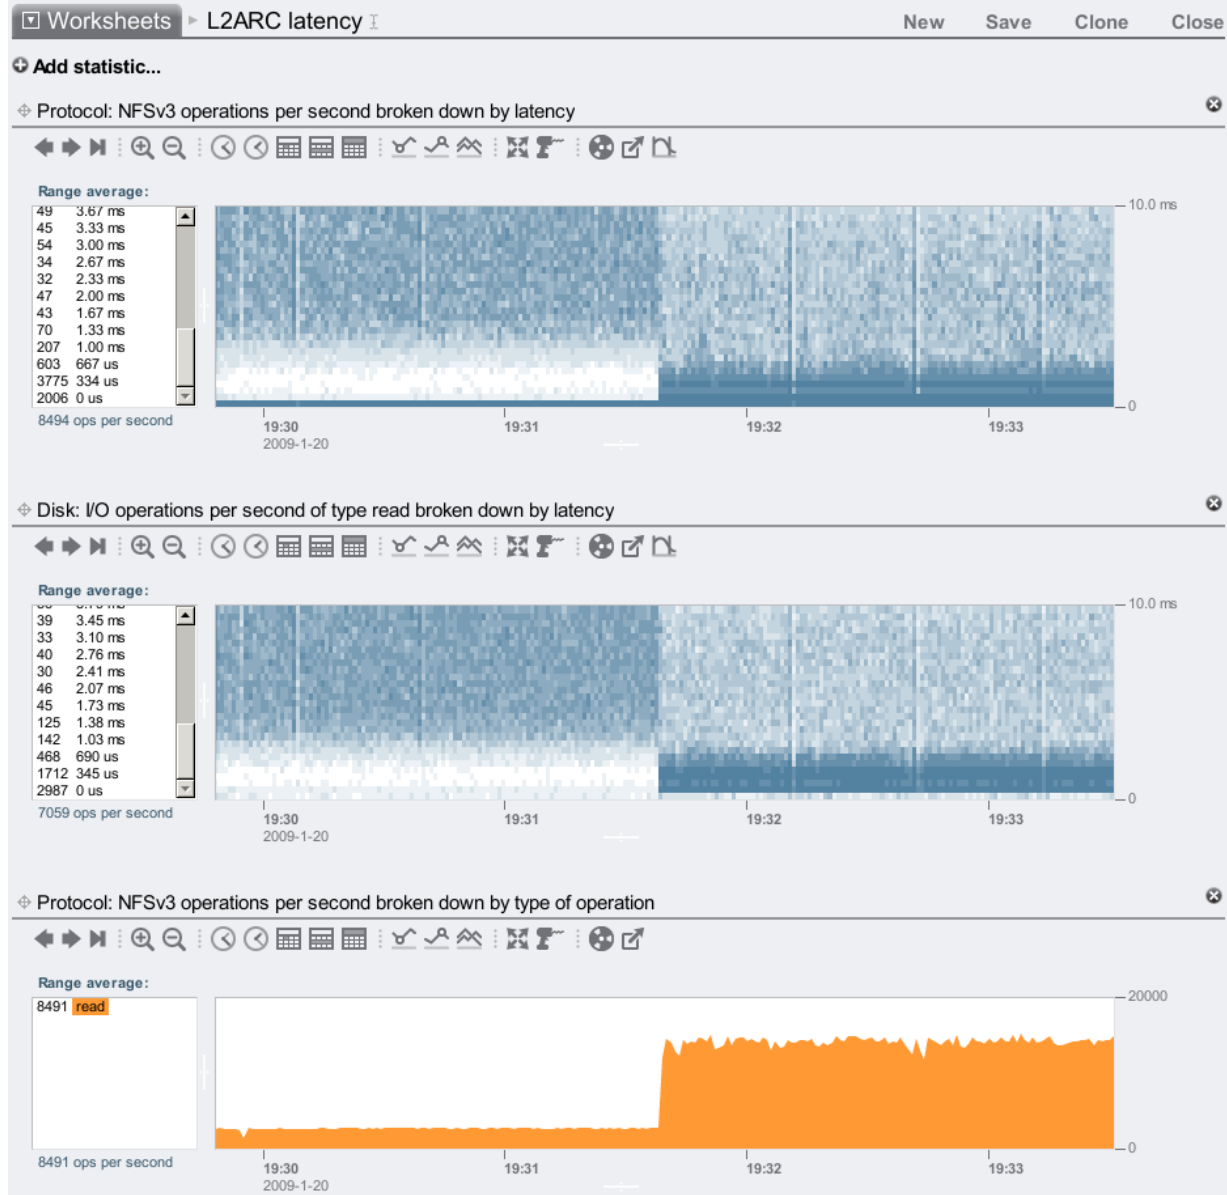 Worksheets L2ARC latency New Save Clone Close
Add statistic...
Protocol: NFSv3 operations per second broken down by latency
Range average:
49 3.67 ms
45 3.33 ms
54 3.00 ms
34 2.67 ms
32 2.33 ms
47 2.00 ms
43 1.67 ms
70 1.33 ms
207 1.00 ms
603 667 us
3775 334 us
2006 0 us
8494 ops per second
10.0 ms
0
19:30 19:31 19:32 19:33
2009-1-20
Disk: I/O operations per second of type read broken down by latency
Range average:
39 3.45 ms
33 3.10 ms
40 2.76 ms
30 2.41 ms
46 2.07 ms
45 1.73 ms
125 1.38 ms
142 1.03 ms
468 690 us
1712 345 us
2987 0 us
7059 ops per second
10.0 ms
0
19:30 19:31 19:32 19:33
2009-1-20
Protocol: NFSv3 operations per second broken down by type of operation
Range average:
8491 read
8491 ops per second
20000
0
19:30 19:31 19:32 19:33
2009-1-20